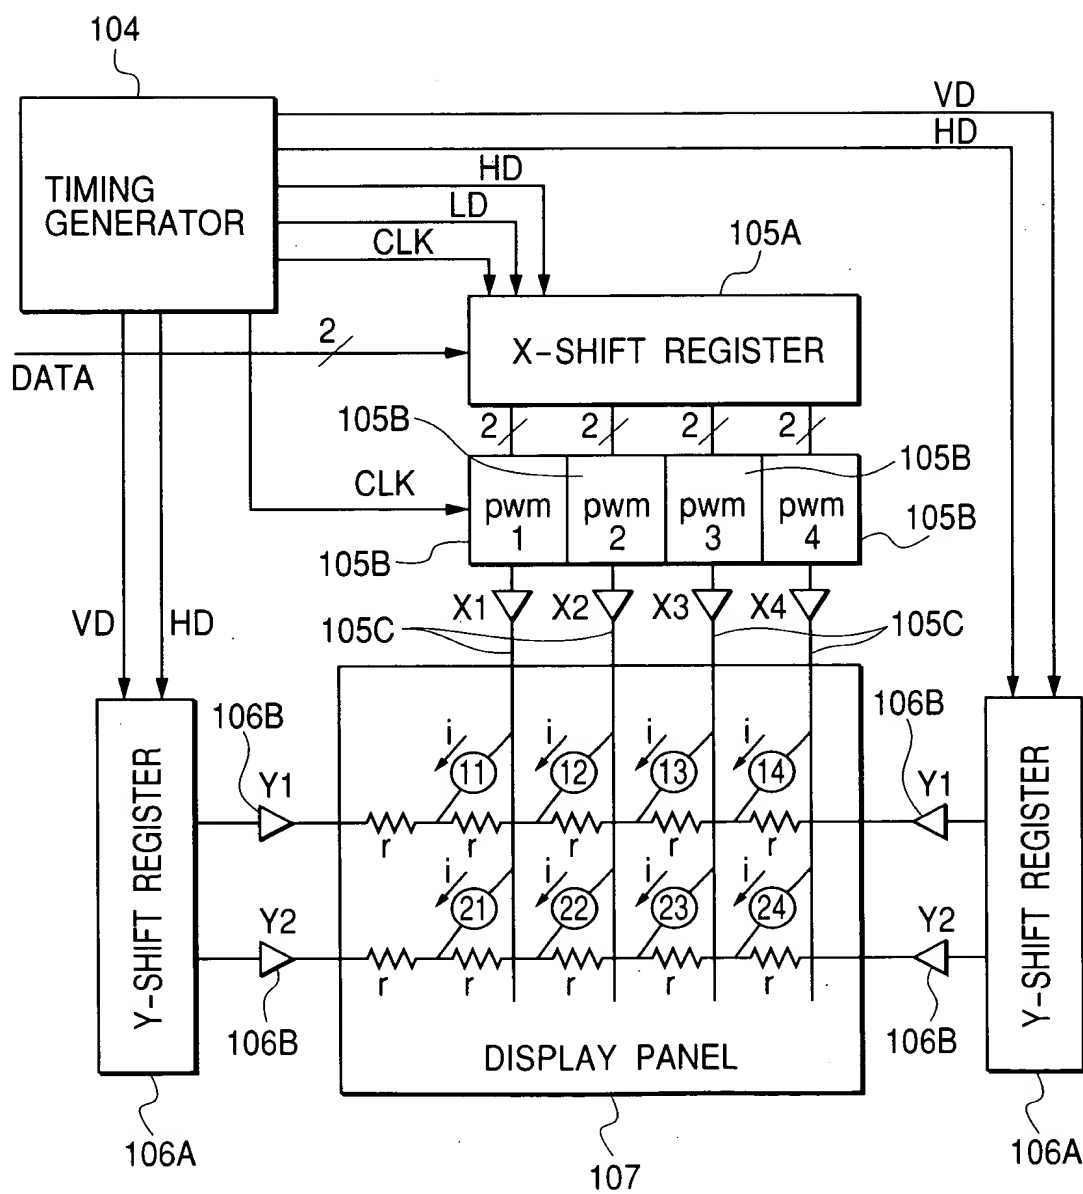 104
VD
HD
TIMING
GENERATOR
HD
LD
CLK
105A
2
X-SHIFT REGISTER
DATA
105B
2
2
2
2
105B
CLK
pwm
1
pwm
2
pwm
3
pwm
4
105B
105B
X1
X2
X3
X4
VD
HD
105C
105C
106B
106B
Y-SHIFT REGISTER
Y1
i
11
i
12
i
13
i
14
Y1
Y-SHIFT REGISTER
r
r
r
r
r
Y2
i
21
i
22
i
23
i
24
Y2
r
r
r
r
r
106B
106B
DISPLAY PANEL
106A
107
106A